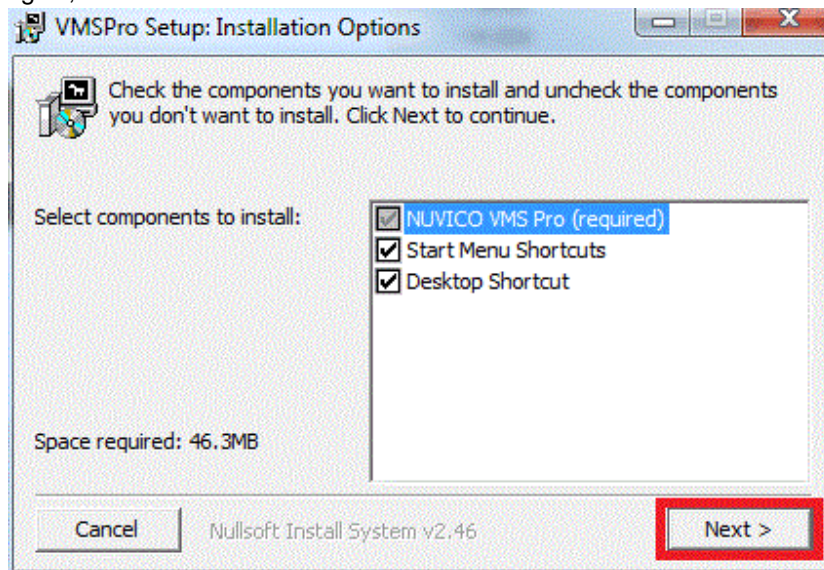 VMSPro Setup: Installation Options
Check the components you want to install and uncheck the components
you don't want to install. Click Next to continue.
Select components to install:
NUVICO VMS Pro (required)
Start Menu Shortcuts
Desktop Shortcut
Space required: 46.3MB
Cancel
Nullsoft Install System v2.46
Next >